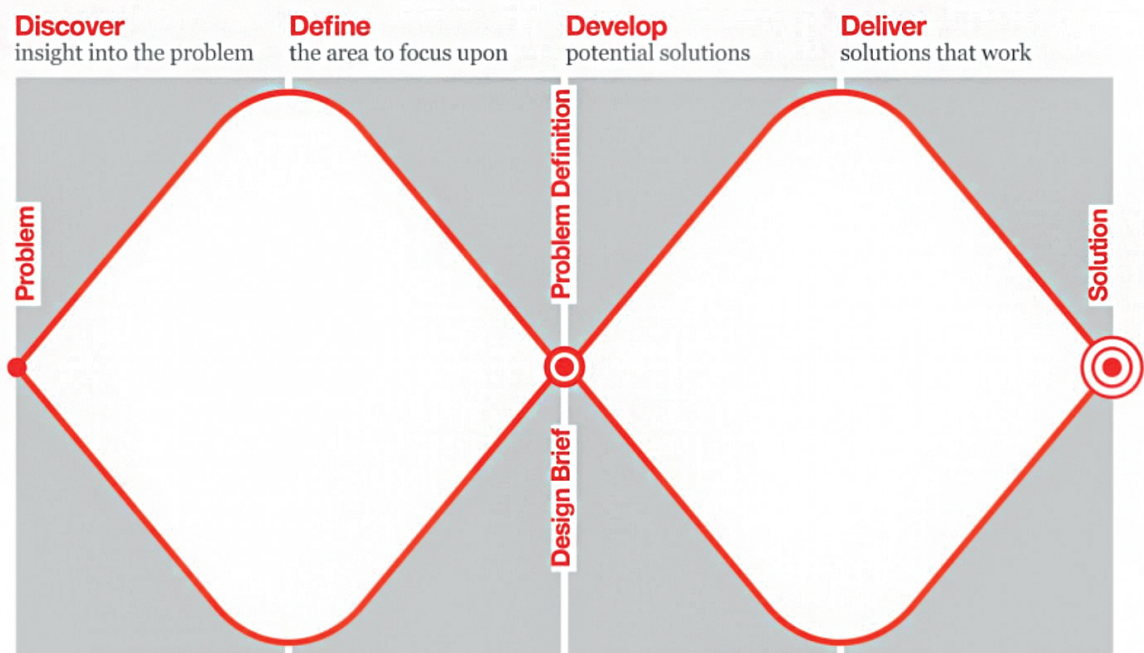 Discover
insight into the problem
Define
the area to focus upon
Develop
potential solutions
Deliver
solutions that work
Problem
Problem Definition
Design Brief
Solution